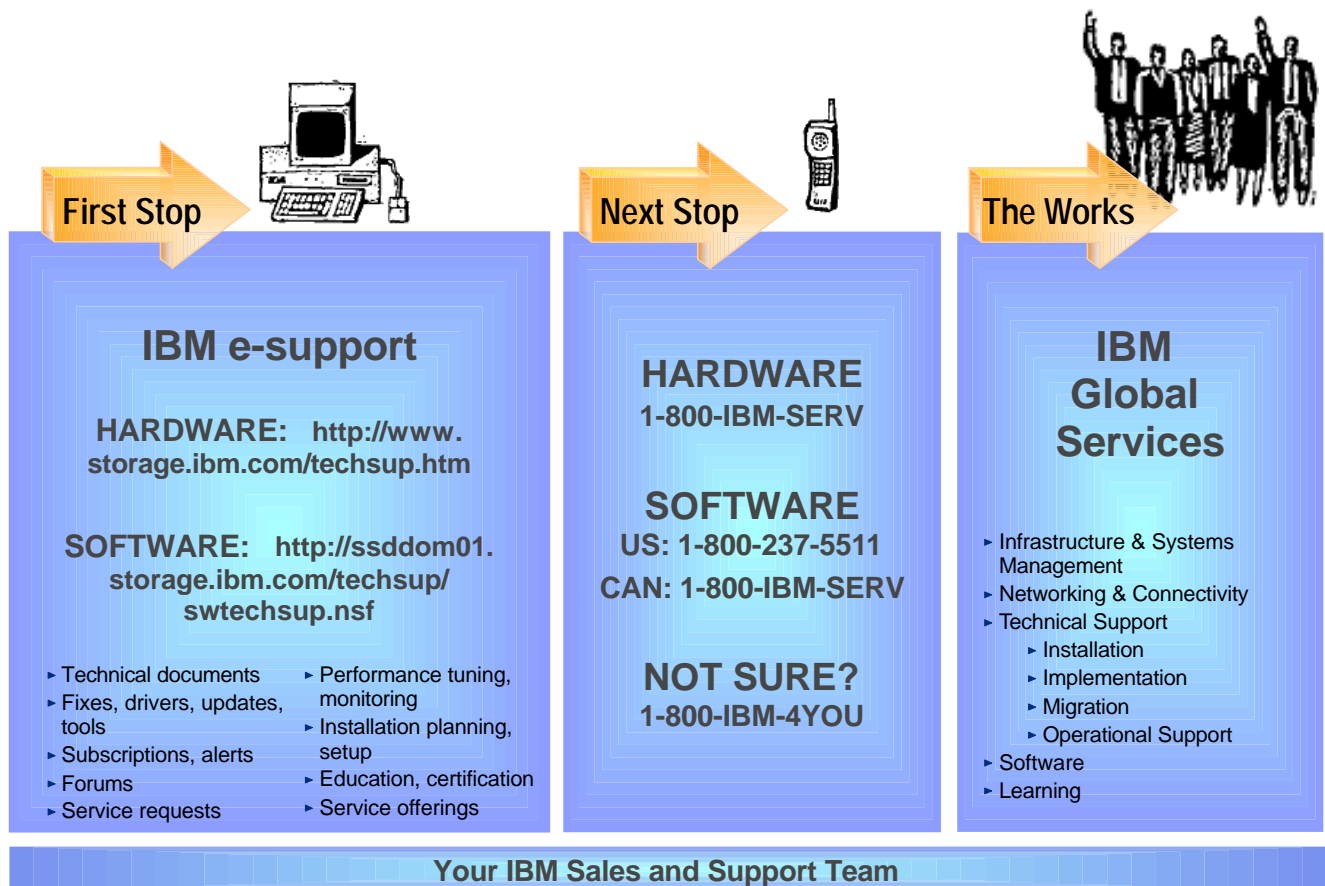 First Stop
IBM e-support
HARDWARE: http://www.
storage.ibm.com/techsup.htm
SOFTWARE: http://ssddom01.
storage.ibm.com/techsup/
swtechsup.nsf
▸ Technical documents
▸ Fixes, drivers, updates,
tools
▸ Subscriptions, alerts
▸ Forums
▸ Service requests
▸ Performance tuning,
monitoring
▸ Installation planning,
setup
▸ Education, certification
▸ Service offerings
Next Stop
HARDWARE
1-800-IBM-SERV
SOFTWARE
US: 1-800-237-5511
CAN: 1-800-IBM-SERV
NOT SURE?
1-800-IBM-4YOU
The Works
IBM
Global
Services
▸ Infrastructure & Systems
Management
▸ Networking & Connectivity
▸ Technical Support
▸ Installation
▸ Implementation
▸ Migration
▸ Operational Support
▸ Software
▸ Learning
Your IBM Sales and Support Team